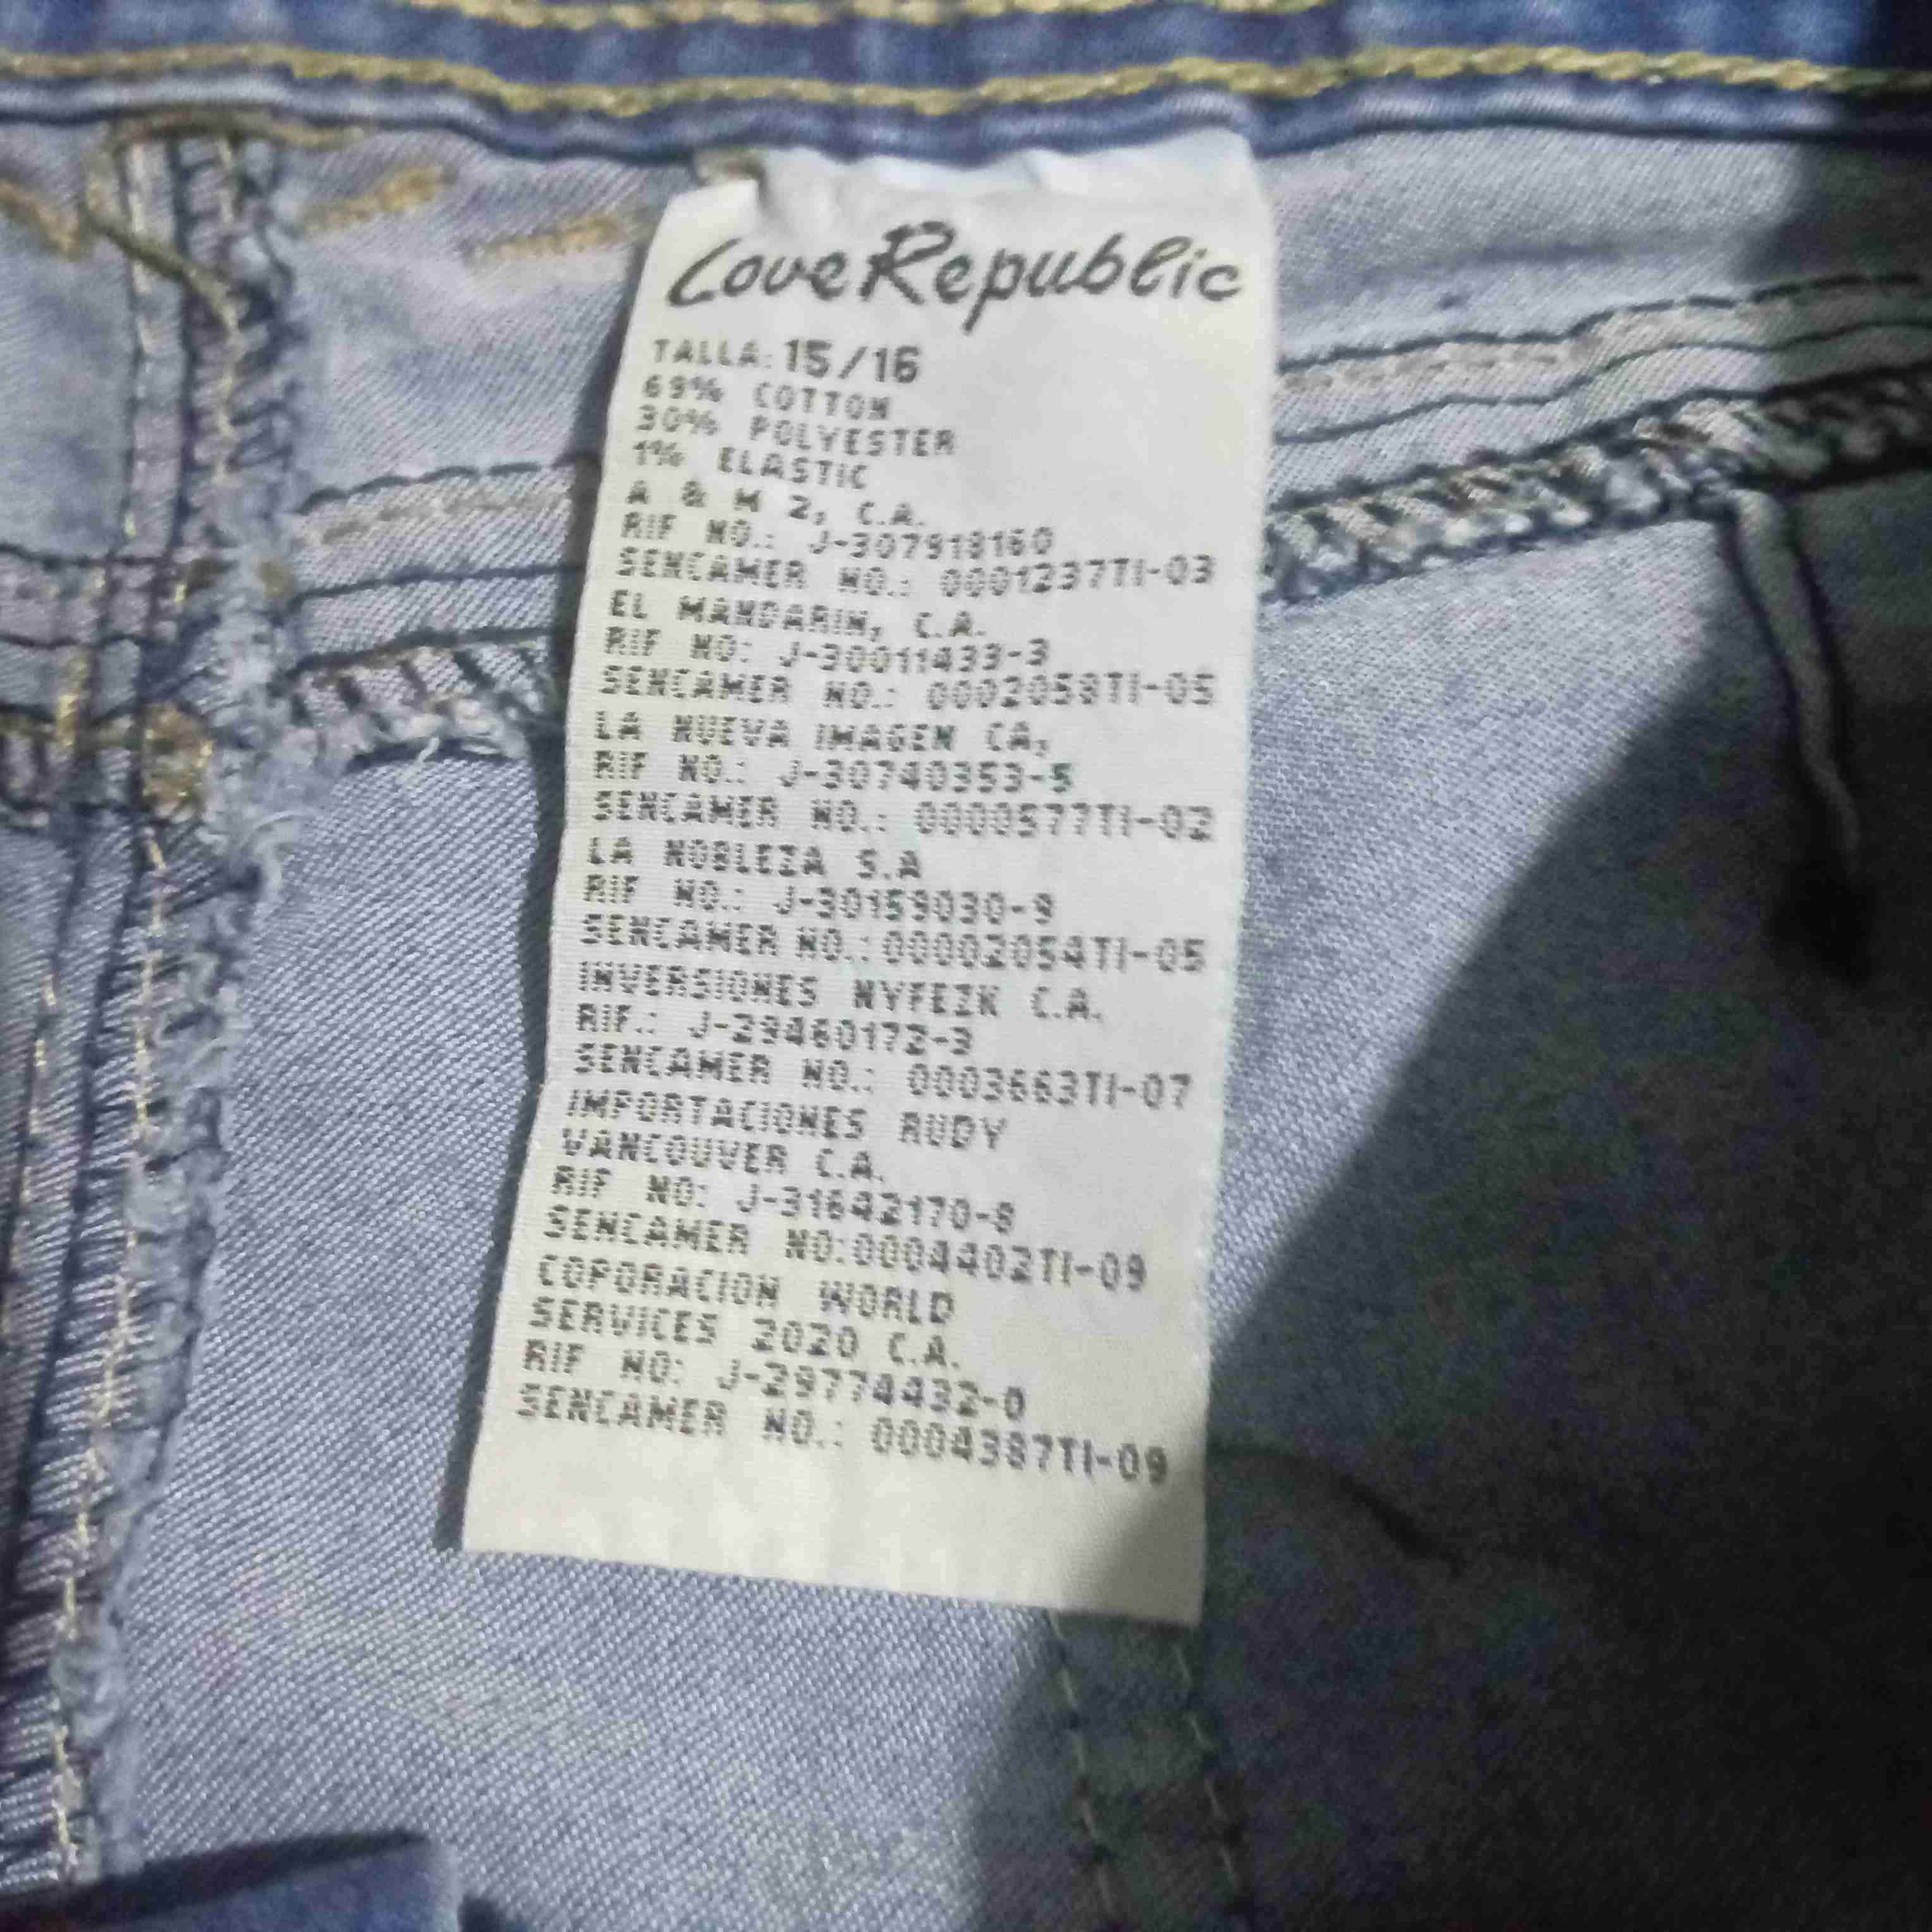 Love Republic
TALLA: 15/16
69% COTTON
30% POLYESTER
1% ELASTIC
A & M 2, C.A.
RIF NO.: J-307918160
SENCAMER NO.: 0001237TI-03
EL MANDARIN, C.A.
RIF NO: J-30011433-3
SENCAMER NO.: 0002058TI-05
LA NUEVA IMAGEN CA,
RIF NO.: J-30740353-5
SENCAMER NO.: 0000577TI-02
LA NOBLEZA S.A
RIF NO.: J-30159030-9
SENCAMER NO.:00002054TI-05
INVERSIONES NYFEZK C.A.
RIF.: J-29460172-3
SENCAMER NO.: 0003663TI-07
IMPORTACIONES RUDY
VANCOUVER C.A.
RIF NO: J-31642170-8
SENCAMER NO:0004402TI-09
COPORACION WORLD
SERVICES 2020 C.A.
RIF NO: J-29774432-0
SENCAMER NO.: 0004387TI-09